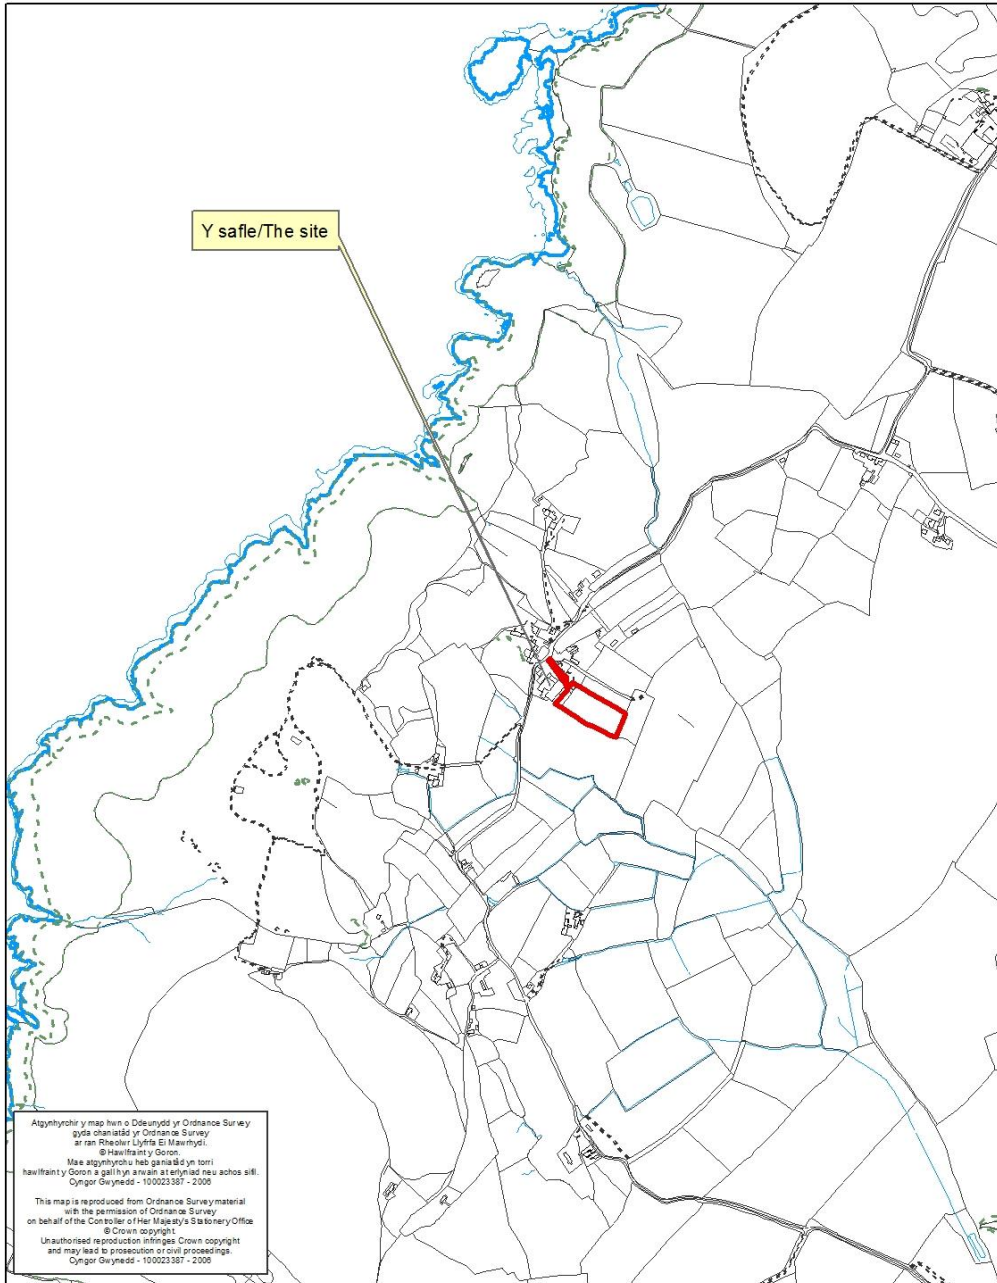 Y safle/The site
Atgynhyrchir y map hwn o Ddeunydd yr Ordnance Survey
gyda chaniatâd yr Ordnance Survey
ar ran Rheolwr Llyfrfa Ei Mawrhydi.
© Hawlfraint y Goron.
Mae atgynhyrchu heb ganiatâd yn torri
hawlfraint y Goron a gall hyn arwain at erlyniad neu achos sifil.
Cyngor Gwynedd - 100023387 - 2006
This map is reproduced from Ordnance Survey material
with the permission of Ordnance Survey
on behalf of the Controller of Her Majesty's Stationery Office
© Crown copyright.
Unauthorised reproduction infringes Crown copyright
and may lead to prosecution or civil proceedings.
Cyngor Gwynedd - 100023387 - 2006